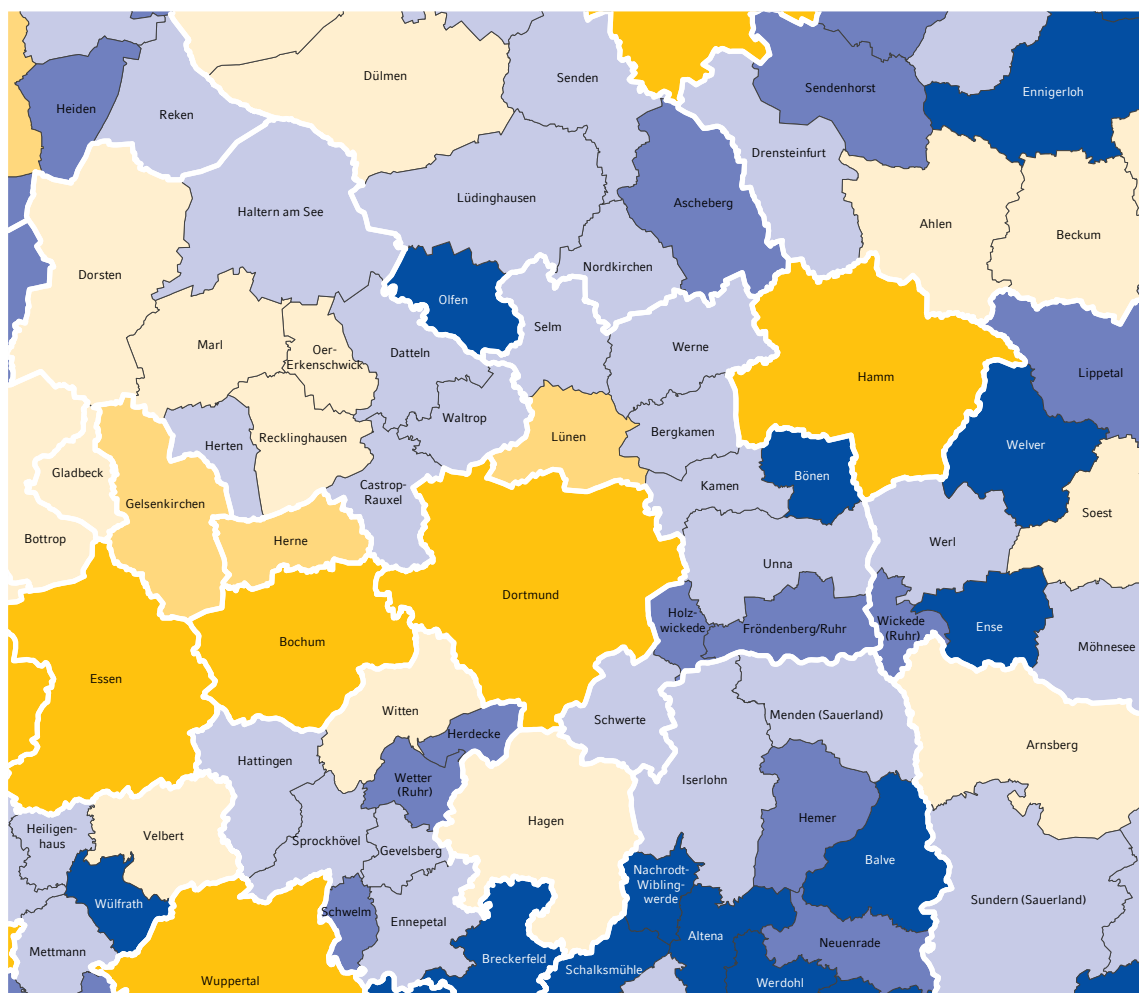 Dülmen
Senden
Sendenhorst
Ennigerloh
Heiden
Reken
Drensteinfurt
Lüdinghausen
Haltern am See
Ascheberg
Ahlen
Beckum
Dorsten
Nordkirchen
Olfen
Selm
Marl
Oer-
Erkenschwick
Datteln
Werne
Hamm
Lippetal
Waltrop
Lünen
Bergkamen
Herten
Recklinghausen
Welver
Gladbeck
Gelsenkirchen
Castrop-
Rauxel
Kamen
Bönen
Soest
Bottrop
Herne
Werl
Unna
Dortmund
Holz-
wickede
Fröndenberg/Ruhr
Wickede
(Ruhr)
Ense
Bochum
Möhnesee
Essen
Witten
Schwerte
Menden (Sauerland)
Herdecke
Arnsberg
Hattingen
Wetter
(Ruhr)
Iserlohn
Heiligen-
haus
Velbert
Sprockhövel
Gevelsberg
Hagen
Hemer
Balve
Nachrodt-
Wibling-
werde
Wülfrath
Schwelm
Ennepetal
Sundern (Sauerland)
Altena
Neuenrade
Mettmann
Breckerfeld
Schalksmühle
Wuppertal
Werdohl